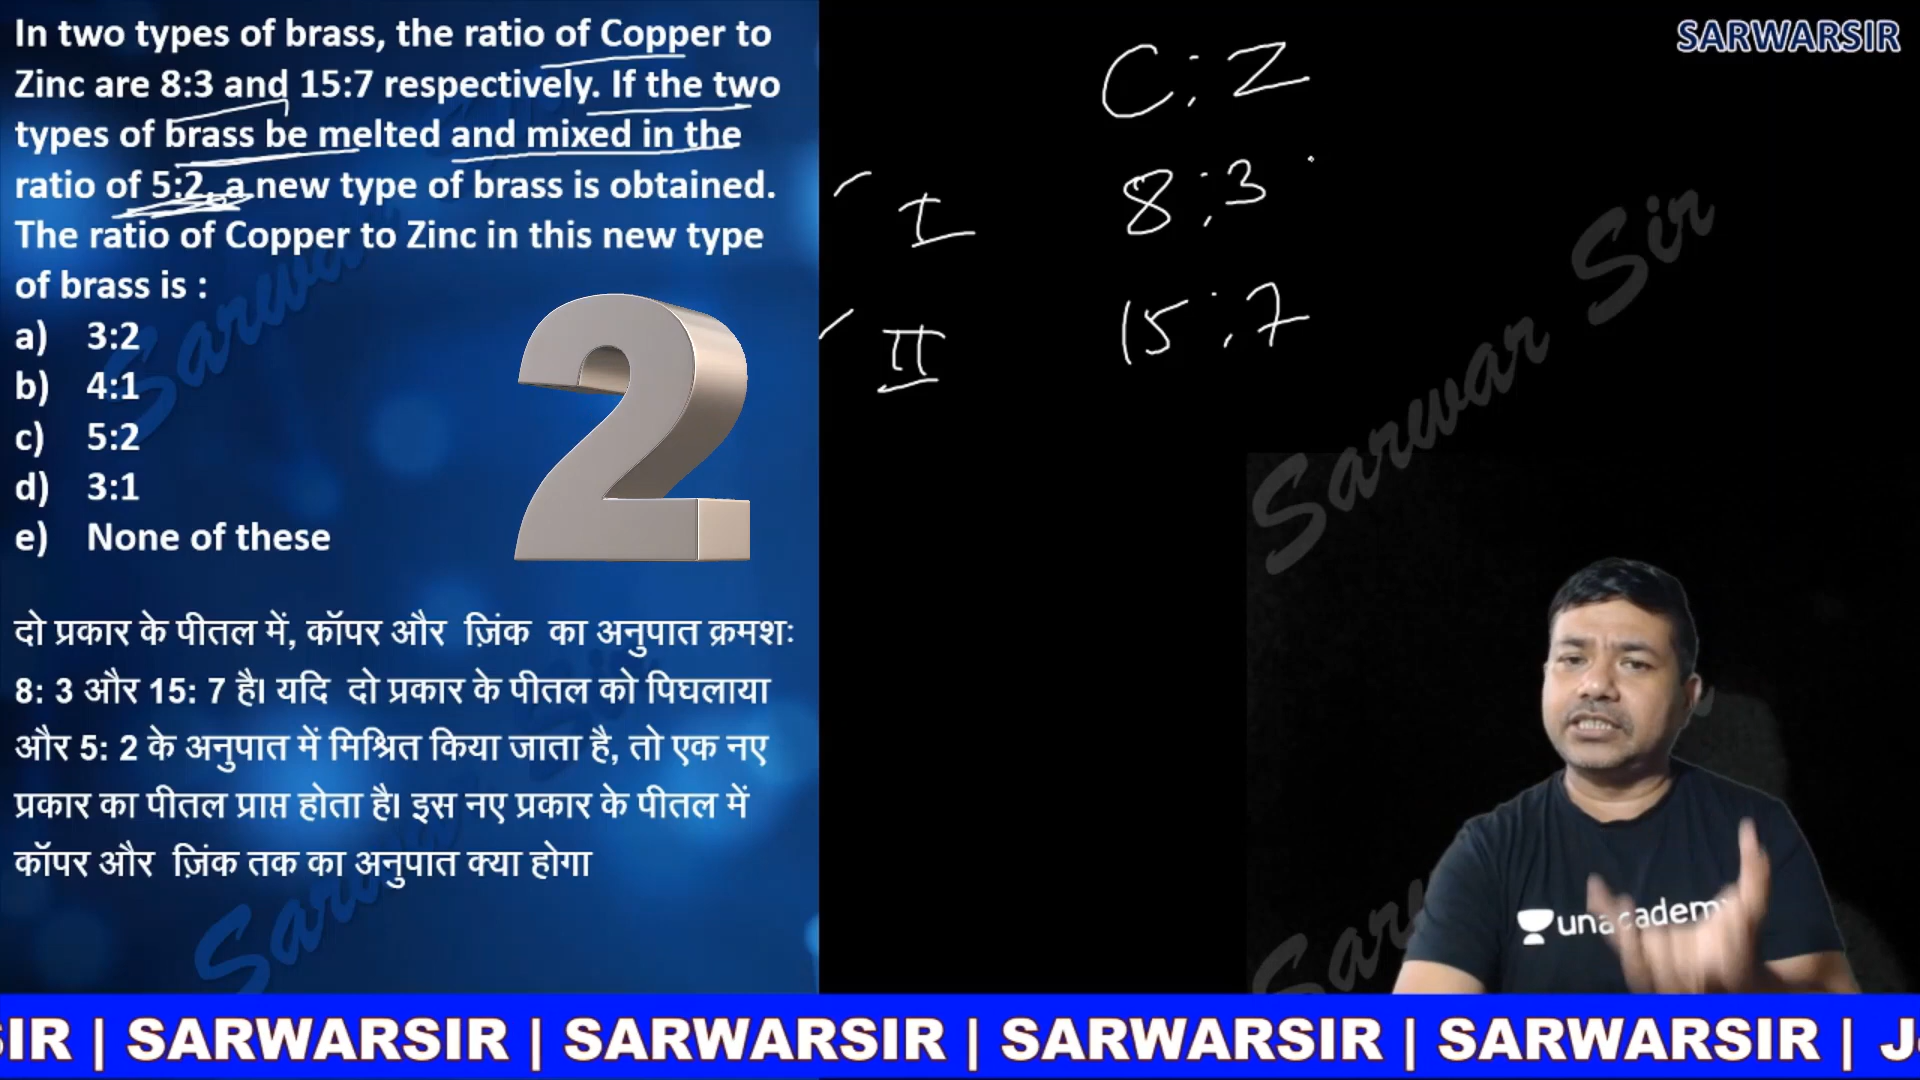 In two types of brass, the ratio of Copper to
Zinc are 8:3 and 15:7 respectively. If the two
types of brass be melted and mixed in the
ratio of 5:2, a new type of brass is obtained.
The ratio of Copper to Zinc in this new type
of brass is :
a) 3:2
b) 4:1
c) 5:2
d) 3:1
e) None of these
2
दो प्रकार के पीतल में, कॉपर और ज़िंक का अनुपात क्रमशः
8: 3 और 15: 7 है। यदि दो प्रकार के पीतल को पिघलाया
और 5: 2 के अनुपात में मिश्रित किया जाता है, तो एक नए
प्रकार का पीतल प्राप्त होता है। इस नए प्रकार के पीतल में
कॉपर और ज़िंक तक का अनुपात क्या होगा
SARWARSIR
C : Z
I 8 : 3
II 15 : 7
Sarwar Sir
Sarwar Sir
unacademy
SIR | SARWARSIR | SARWARSIR | SARWARSIR | SARWARSIR |